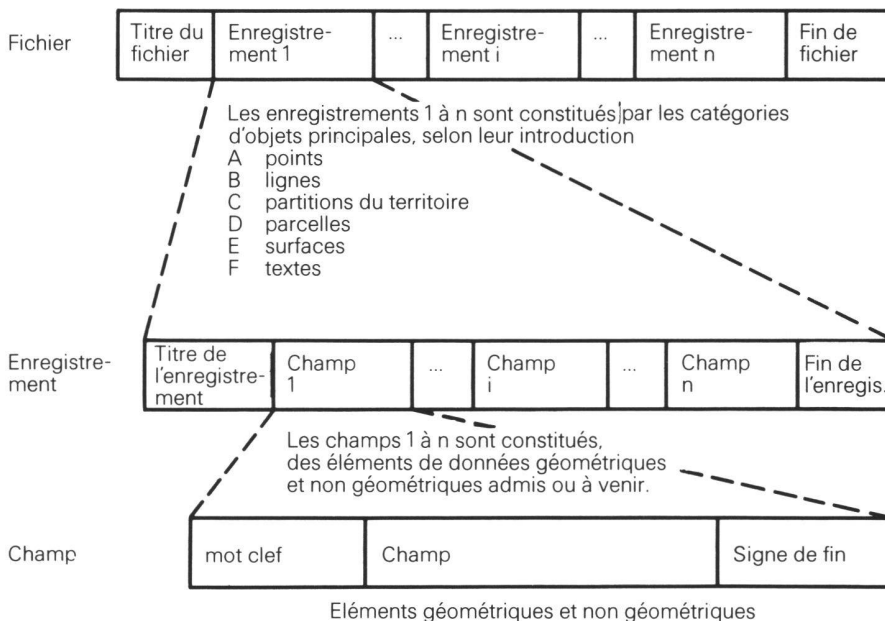 Fichier
Titre du
fichier
Enregistre-
ment 1
...
Enregistre-
ment i
...
Enregistre-
ment n
Fin de
fichier
Les enregistrements 1 à n sont constitués par les catégories
d'objets principales, selon leur introduction
A points
B lignes
C partitions du territoire
D parcelles
E surfaces
F textes
Enregistre-
ment
Titre de
l'enregistre-
ment
Champ
1
...
Champ
i
...
Champ
n
Fin de
l'enregis.
Les champs 1 à n sont constitués,
des éléments de données géométriques
et non géométriques admis ou à venir.
Champ
mot clef
Champ
Signe de fin
Eléments géométriques et non géométriques